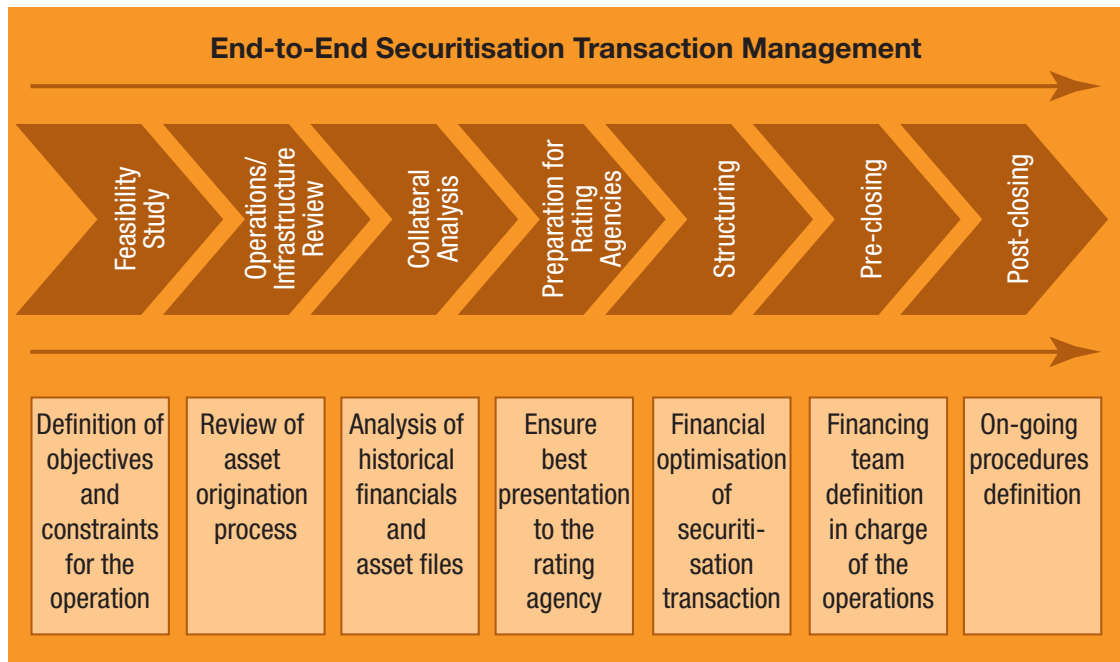 End-to-End Securitisation Transaction Management
Feasibility
Study
Operations/
Infrastructure
Review
Collateral
Analysis
Preparation for
Rating
Agencies
Structuring
Pre-closing
Post-closing
Definition of
objectives
and
constraints
for the
operation
Review of
asset
origination
process
Analysis of
historical
financials
and
asset files
Ensure
best
presentation
to the
rating
agency
Financial
optimisation
of
securiti-
sation
transaction
Financing
team
definition
in charge
of the
operations
On-going
procedures
definition